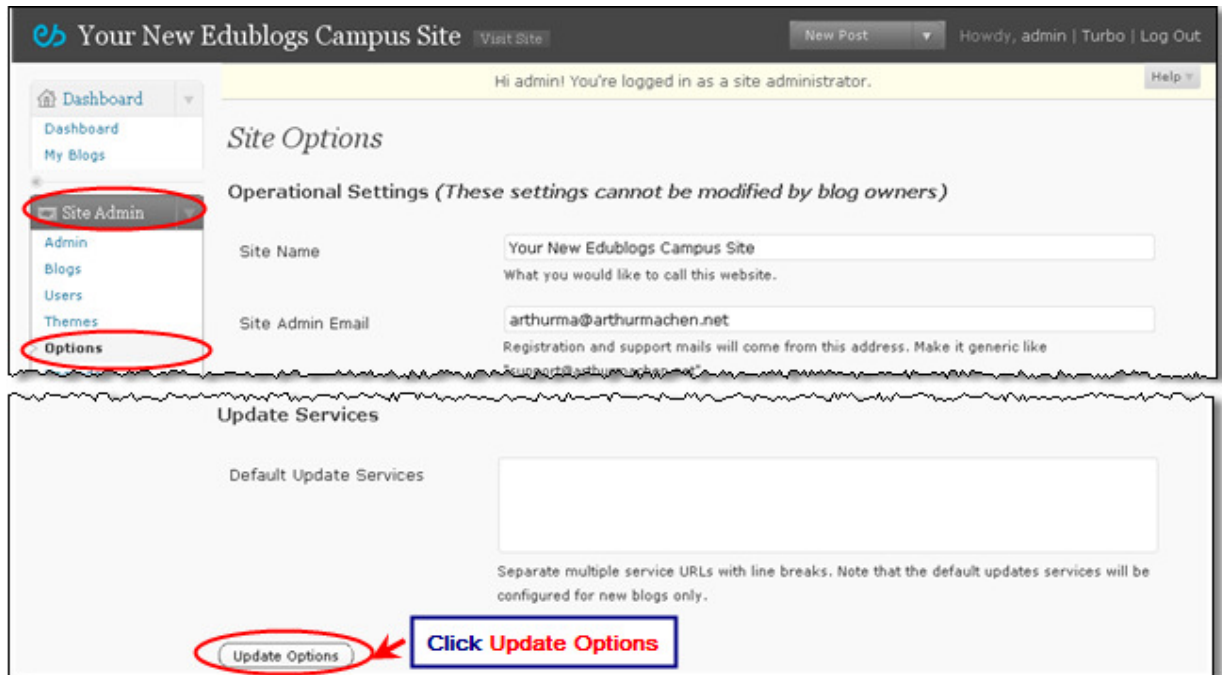 Your New Edublogs Campus Site Visit Site New Post Howdy, admin | Turbo | Log Out
Hi admin! You're logged in as a site administrator. Help
Dashboard
Dashboard
My Blogs
Site Options
Operational Settings (These settings cannot be modified by blog owners)
Site Admin
Admin
Blogs
Users
Themes
Options
Site Name Your New Edublogs Campus Site
What you would like to call this website.
Site Admin Email arthurma@arthurmachen.net
Registration and support mails will come from this address. Make it generic like
"support@arthurmachen.net"
Update Services
Default Update Services
Separate multiple service URLs with line breaks. Note that the default updates services will be
configured for new blogs only.
Update Options
Click Update Options